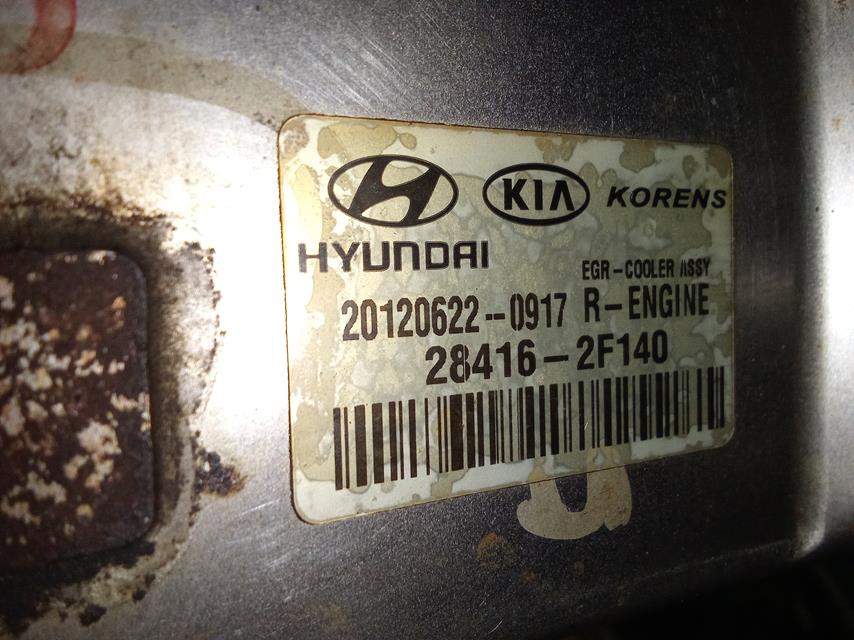 KIA KORENS
HYUNDAI
EGR-COOLER ASSY
20120622-0917 R-ENGINE
28416-2F140